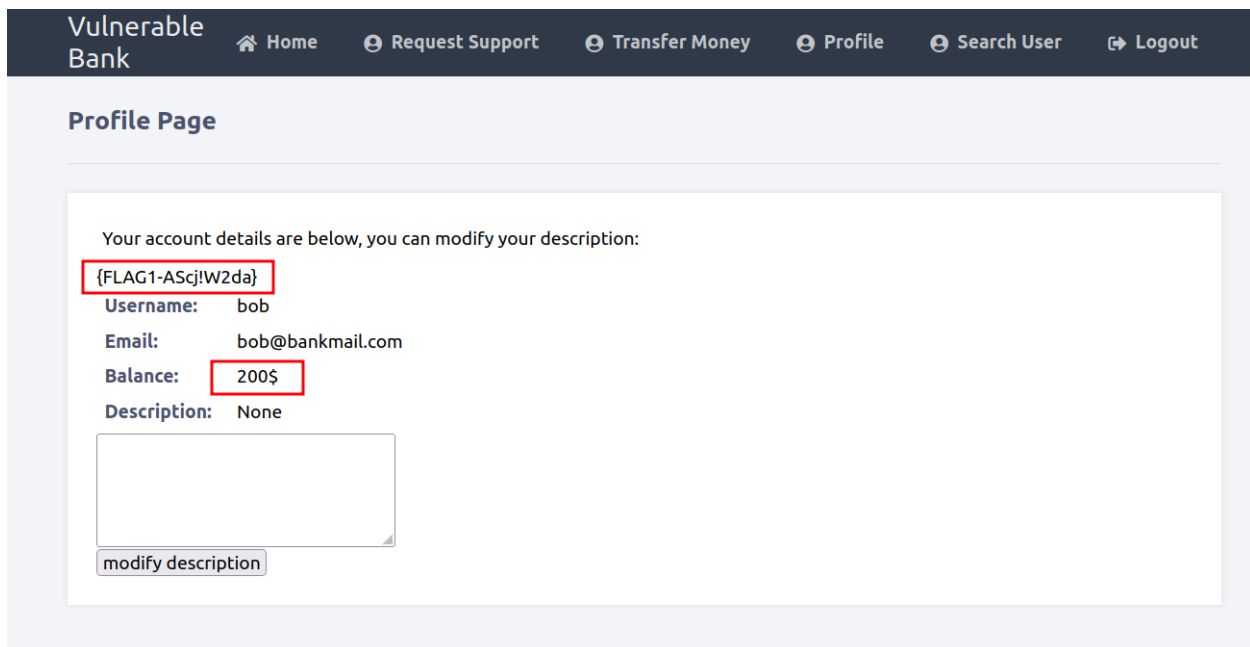 Vulnerable Bank
Home
Request Support
Transfer Money
Profile
Search User
Logout
Profile Page
Your account details are below, you can modify your description:
{FLAG1-AScj!W2da}
Username: bob
Email: bob@bankmail.com
Balance: 200$
Description: None
modify description